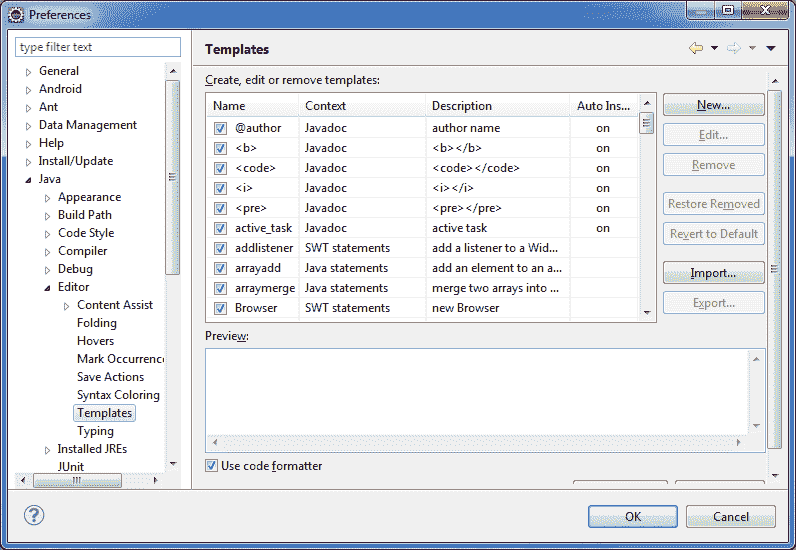 Preferences
type filter text
General
Android
Ant
Data Management
Help
Install/Update
Java
Appearance
Build Path
Code Style
Compiler
Debug
Editor
Content Assist
Folding
Hovers
Mark Occurrenc
Save Actions
Syntax Coloring
Templates
Typing
Installed JREs
JUnit
Templates
Create, edit or remove templates:
Name Context Description Auto Ins...
@author Javadoc author name on
<b> Javadoc <b></b> on
<code> Javadoc <code></code> on
<i> Javadoc <i></i> on
<pre> Javadoc <pre></pre> on
active_task Javadoc active task on
addlistener SWT statements add a listener to a Wid...
arrayadd Java statements add an element to an a...
arraymerge Java statements merge two arrays into ...
Browser SWT statements new Browser
New...
Edit...
Remove
Restore Removed
Revert to Default
Import...
Export...
Preview:
Use code formatter
OK Cancel